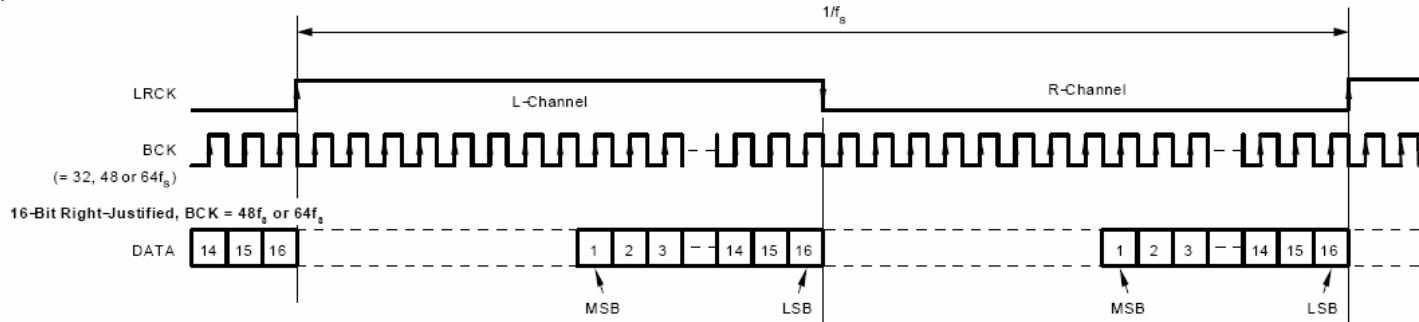 1/fs
LRCK
L-Channel
R-Channel
BCK
(= 32, 48 or 64fs)
16-Bit Right-Justified, BCK = 48fs or 64fs
DATA 14 15 16 1 2 3 14 15 16 1 2 3 14 15 16
MSB LSB MSB LSB